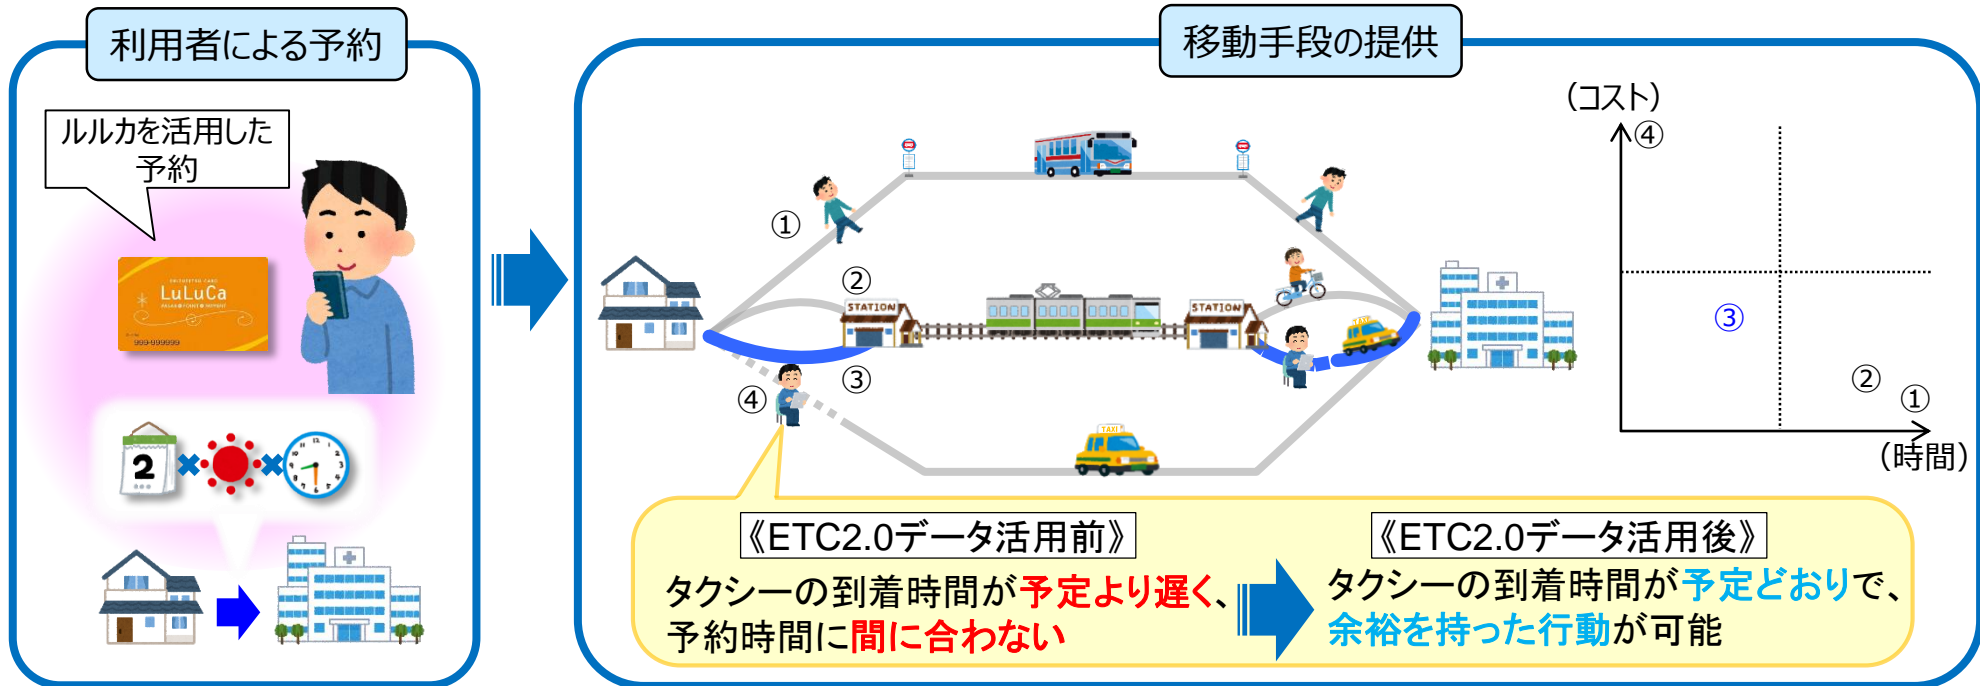 利用者による予約
ルルカを活用した
予約
LuLuCa
999-999999
2
移動手段の提供
①
②
③
④
STATION
STATION
TAXI
(コスト)
④
③
②
①
(時間)
《ETC2.0データ活用前》
タクシーの到着時間が予定より遅く、
予約時間に間に合わない
《ETC2.0データ活用後》
タクシーの到着時間が予定どおりで、
余裕を持った行動が可能